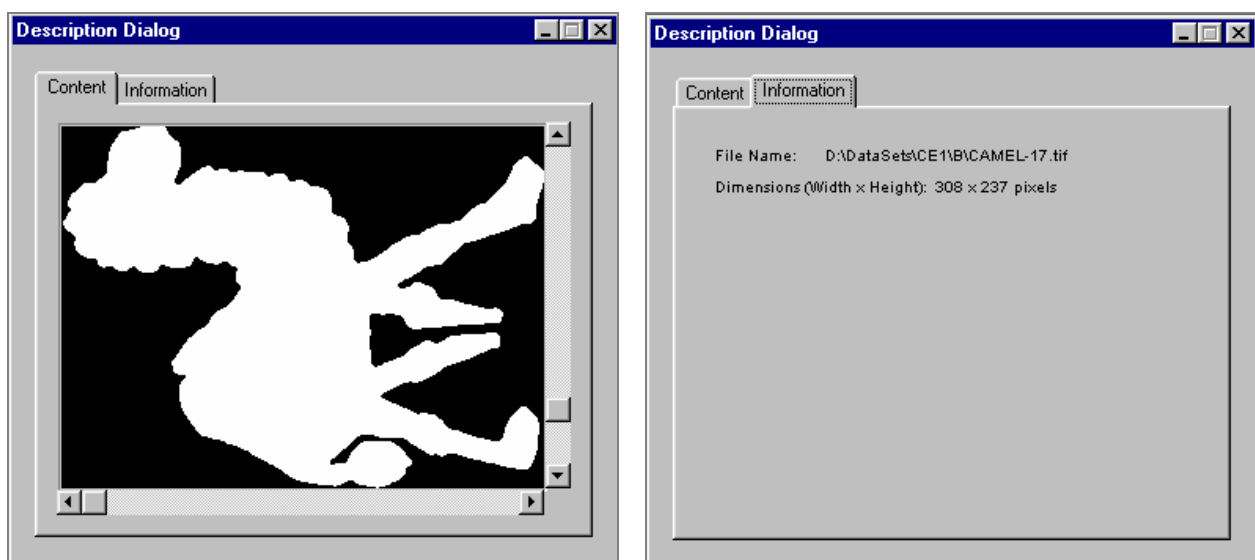 Description Dialog
Content Information
Description Dialog
Content Information
File Name: D:\DataSets\CE1\B\CAMEL-17.tif
Dimensions (Width x Height): 308 x 237 pixels